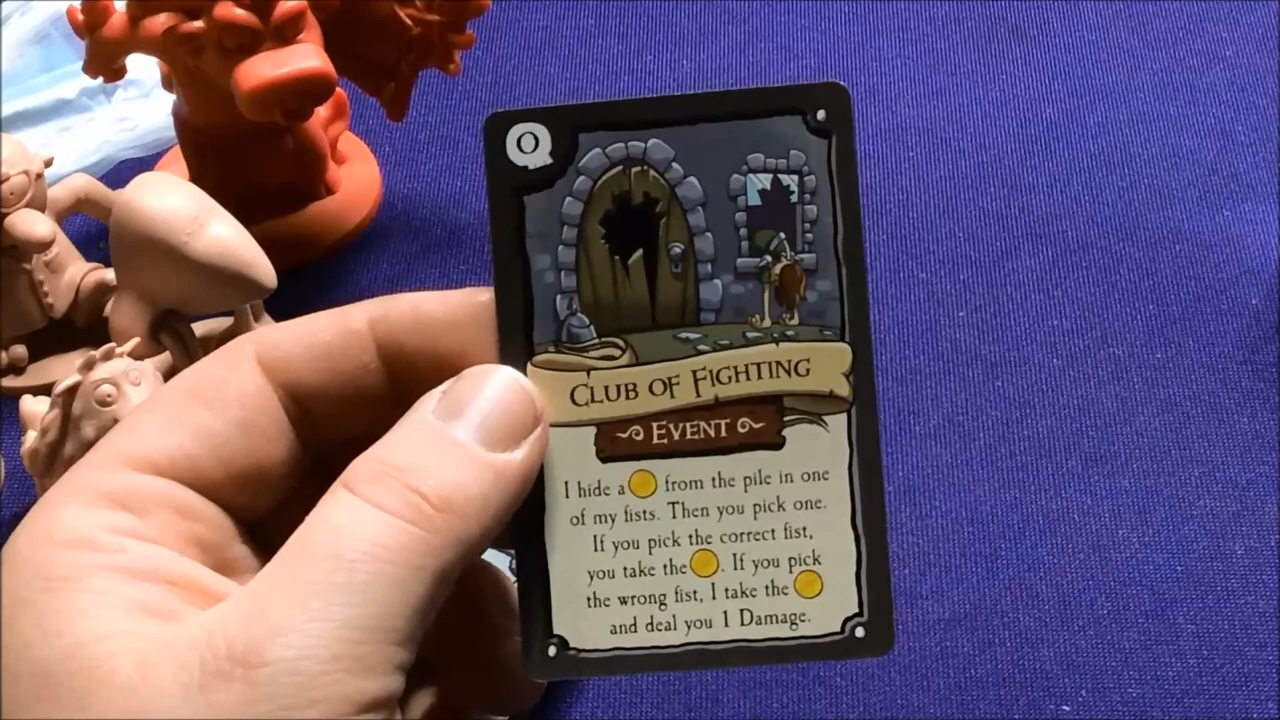 O
CLUB OF FIGHTING
EVENT
I hide a from the pile in one
of my fists. Then you pick one.
If you pick the correct fist,
you take the . If you pick
the wrong fist, I take the
and deal you 1 Damage.